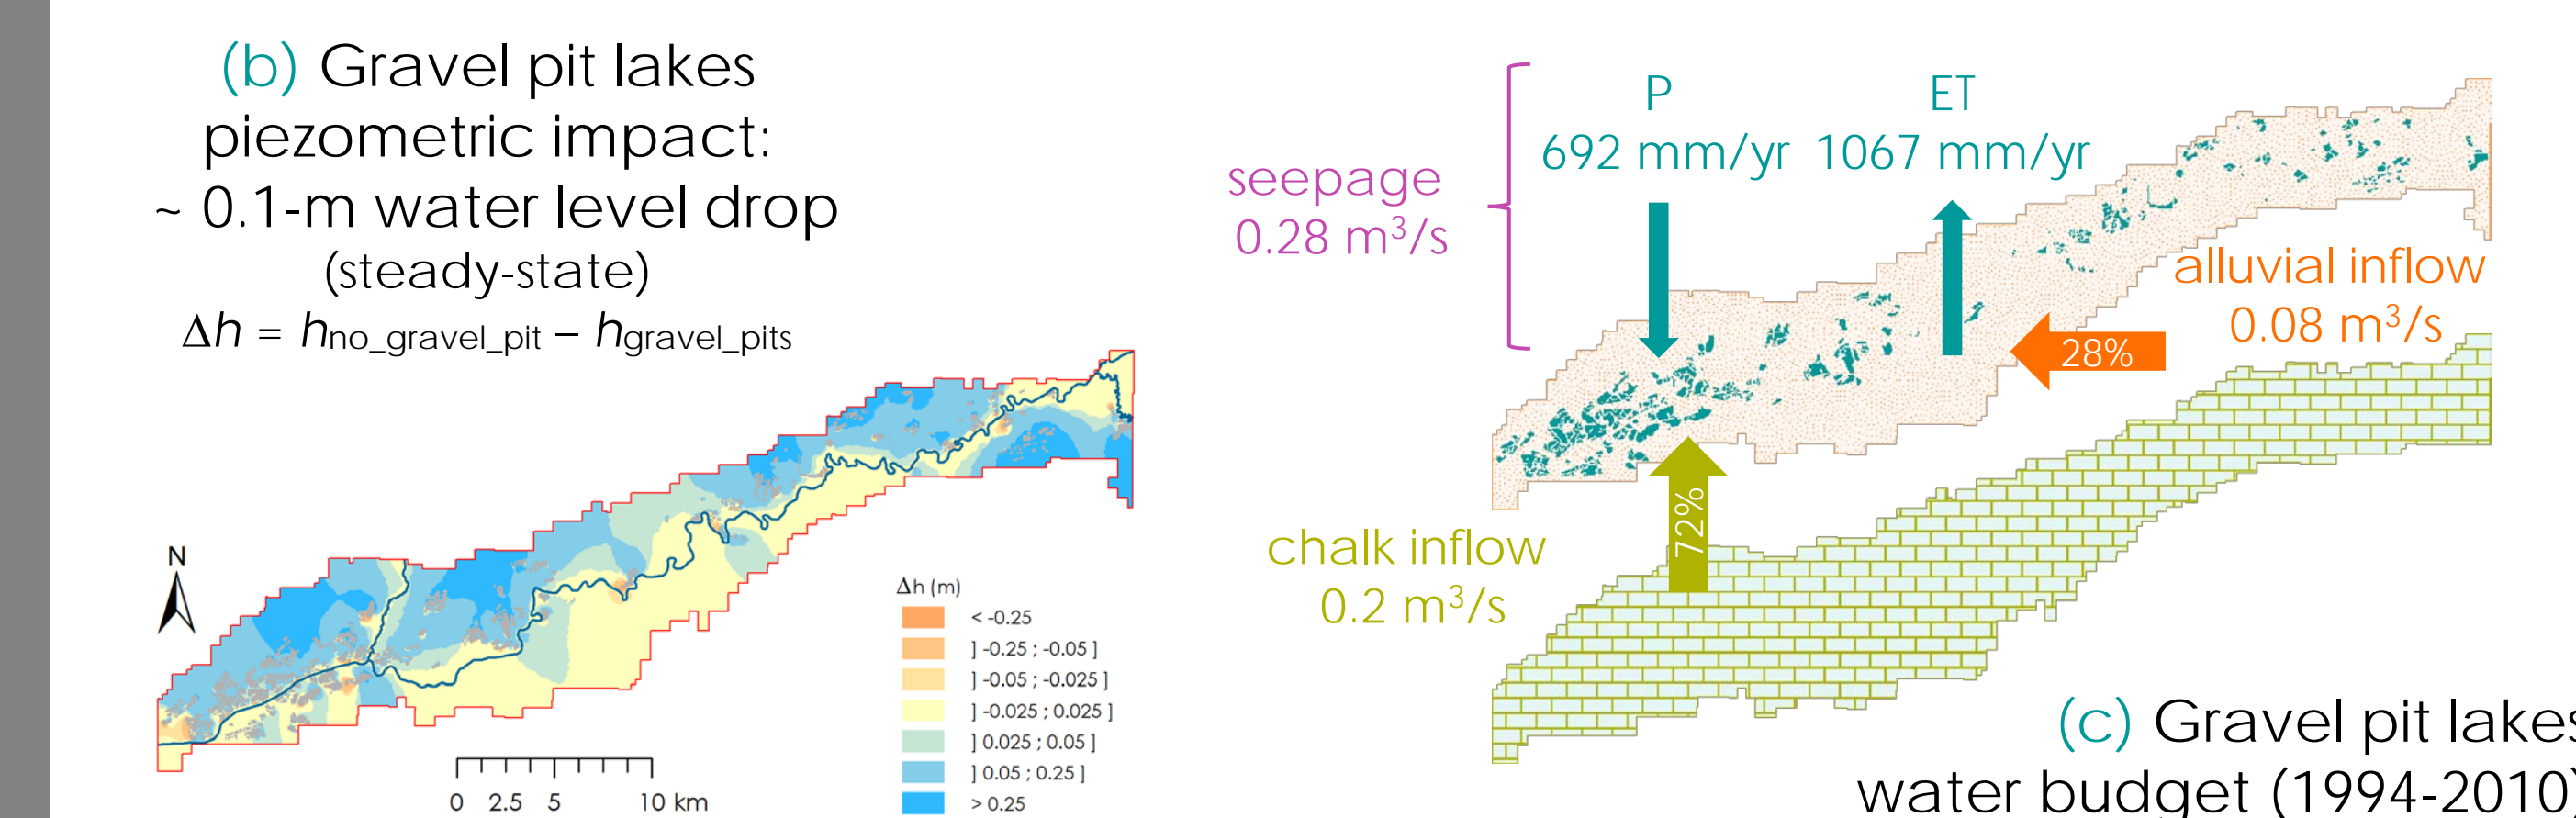 (b) Gravel pit lakes
piezometric impact:
~ 0.1-m water level drop
(steady-state)
Δh = hno_gravel_pit – hgravel_pits
N
0 2.5 5 10 km
Δh (m)
< -0.25
] -0.25 ; -0.05 ]
] -0.05 ; -0.025 ]
] -0.025 ; 0.025 ]
] 0.025 ; 0.05 ]
] 0.05 ; 0.25 ]
> 0.25
seepage
0.28 m³/s
P
692 mm/yr
ET
1067 mm/yr
alluvial inflow
0.08 m³/s
28%
72%
chalk inflow
0.2 m³/s
(c) Gravel pit lakes
water budget (1994-2010)